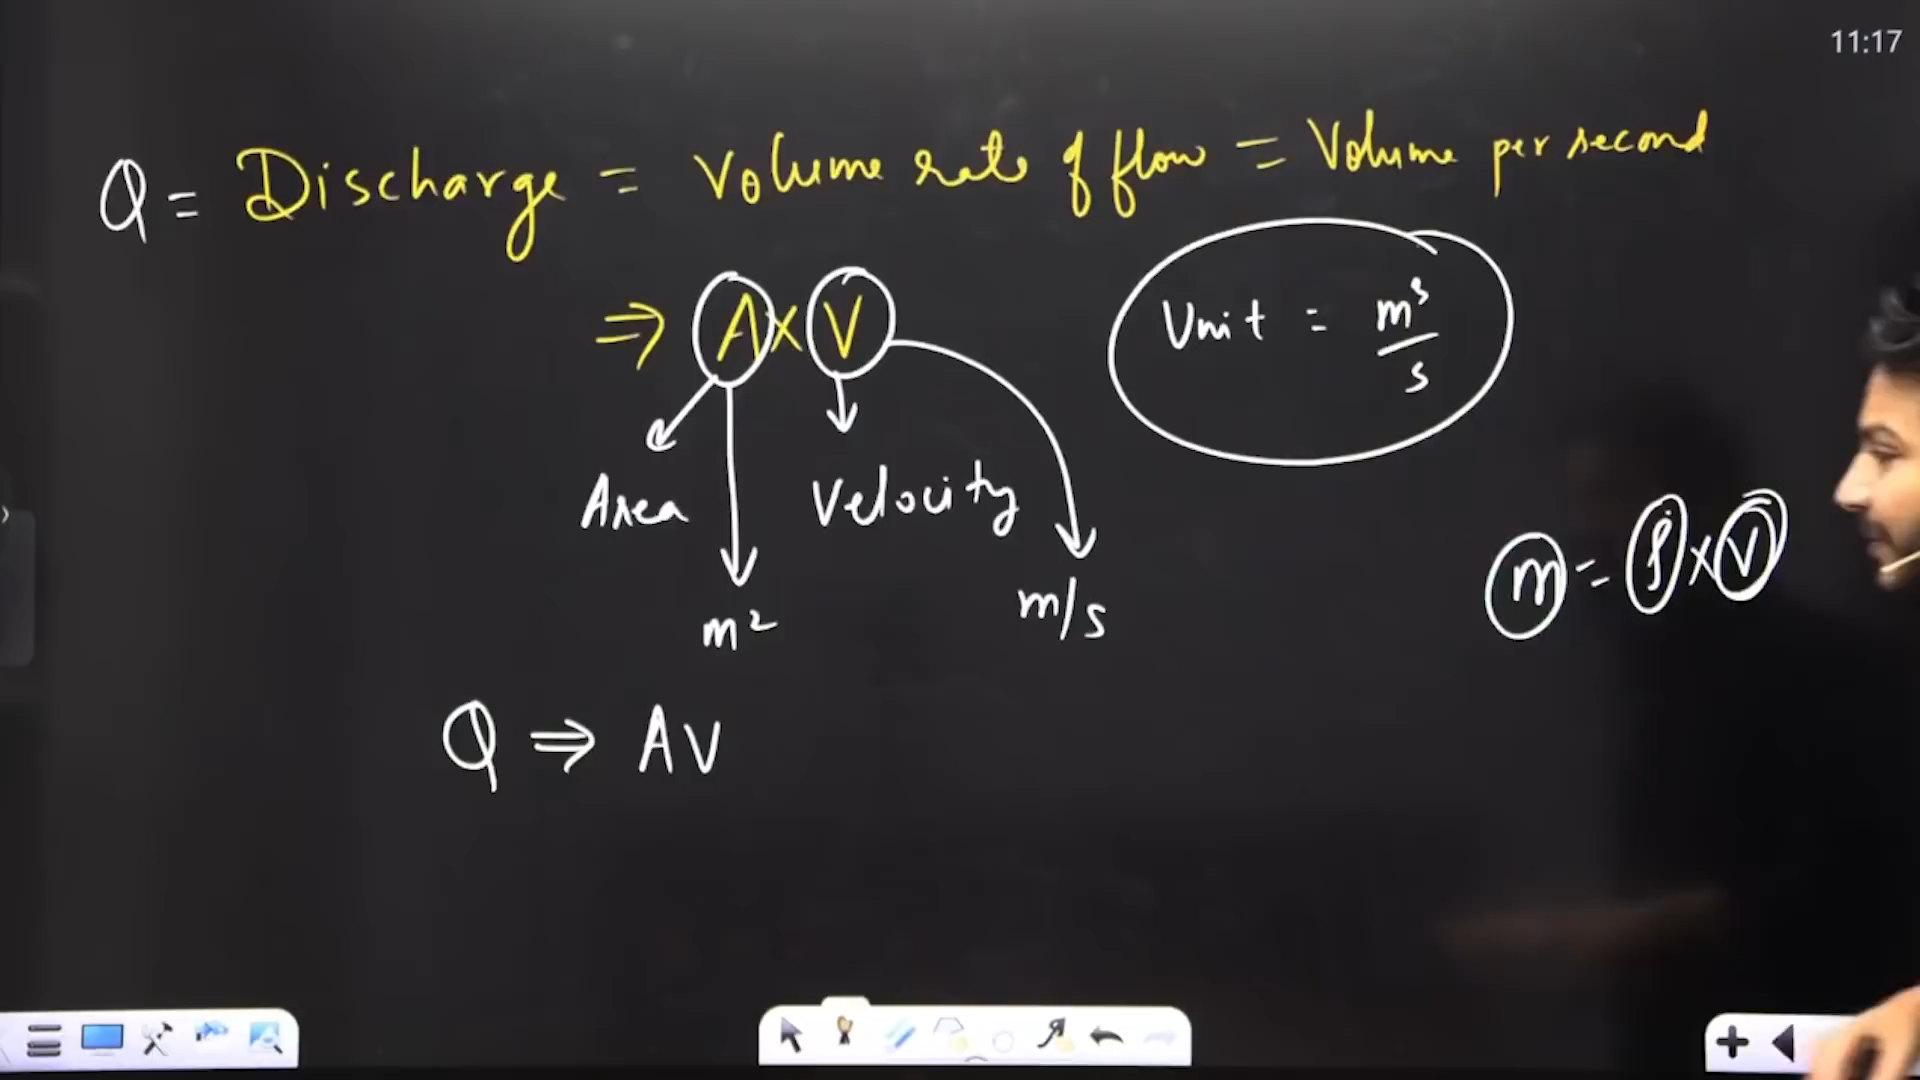 11:17
Q = Discharge = Volume rate of flow = Volume per second
⇒ A × V
Unit = m³/s
Area
Velocity
m²
m/s
m = ρ × V
Q ⇒ AV